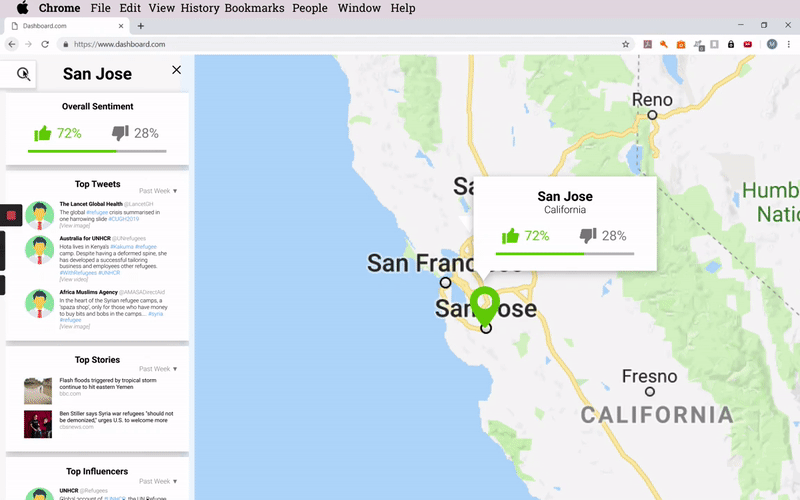 Chrome File Edit View History Bookmarks People Window Help
Dashboard.com
https://www.dashboard.com
M
San Jose
Overall Sentiment
72% 28%
Top Tweets
Past Week
The Lancet Global Health @LancetGH
The global #refugee crisis summarised in
one harrowing slide #CUGH2019
[View image]
Australia for UNHCR @UNrefugees
Hota lives in Kenya's #Kakuma #refugee
camp. Despite having a deformed spine, she
has developed a successful tailoring
business and employees other refugees.
#WithRefugees #UNHCR
[View video]
Africa Muslims Agency @AMASADirectAid
In the heart of the Syrian refugee camps, a
'spaza shop', only for those who have money
to buy bits and bobs in the camps... #syria
#refugee
[View image]
Top Stories
Past Week
Flash floods triggered by tropical storm
continue to hit eastern Yemen
bbc.com
Ben Stiller says Syria war refugees "should not
be demonized," urges U.S. to welcome more
cbsnews.com
Top Influencers
Past Week
UNHCR @Refugees
Global account of #UNHCR, the UN Refugee
Reno
Humb
Natio
Sa
San Jose
California
72% 28%
San Franc
San Jose
Fresno
CALIFORNIA